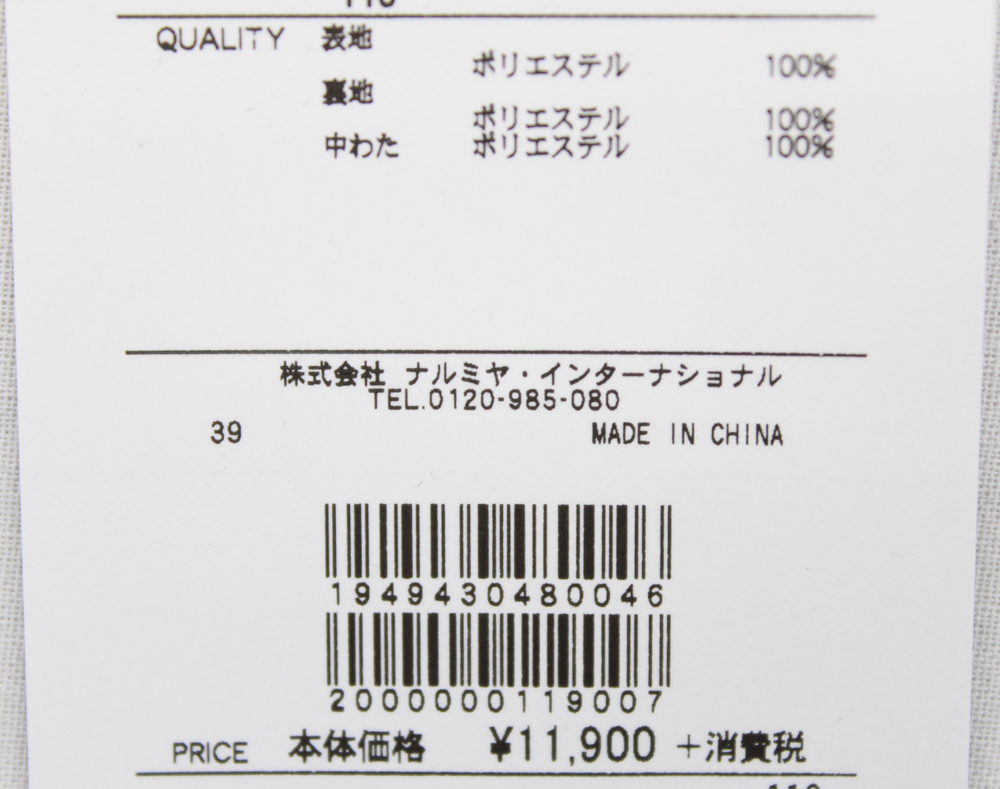 QUALITY 表地
ポリエステル 100%
裏地
ポリエステル 100%
中わた ポリエステル 100%
株式会社 ナルミヤ・インターナショナル
TEL.0120-985-080
39 MADE IN CHINA
1949430480046
2000000119007
PRICE 本体価格 ¥11,900 +消費税